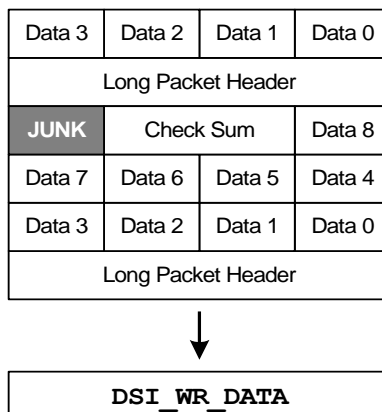 Data 3 Data 2 Data 1 Data 0
Long Packet Header
JUNK Check Sum Data 8
Data 7 Data 6 Data 5 Data 4
Data 3 Data 2 Data 1 Data 0
Long Packet Header
DSI_WR_DATA